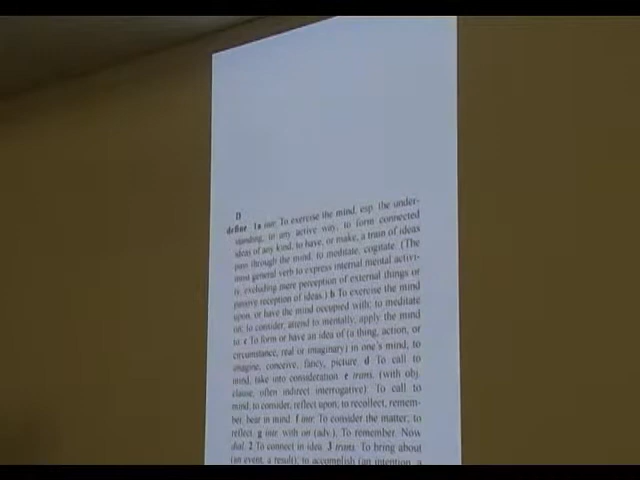 D
define 1a intr. To exercise the mind, esp. the under-
standing, in any active way; to form connected
ideas of any kind; to have, or make, a train of ideas
pass through the mind; to meditate, cogitate. (The
most general verb to express internal mental activi-
ty, excluding mere perception of external things or
passive reception of ideas.) b To exercise the mind
upon, or have the mind occupied with; to meditate
on; to consider, attend to mentally, apply the mind
to. c To form or have an idea of (a thing, action, or
circumstance, real or imaginary) in one's mind; to
imagine, conceive, fancy, picture. d To call to
mind, take into consideration. e trans. (with obj.
clause, often indirect interrogative): To call to
mind; to consider, reflect upon; to recollect, remem-
ber, bear in mind. f intr. To consider the matter; to
reflect. g intr. with on (adv.), To remember. Now
dial. 2 To connect in idea. 3 trans. To bring about
(an event, a result); to accomplish (an intention, a